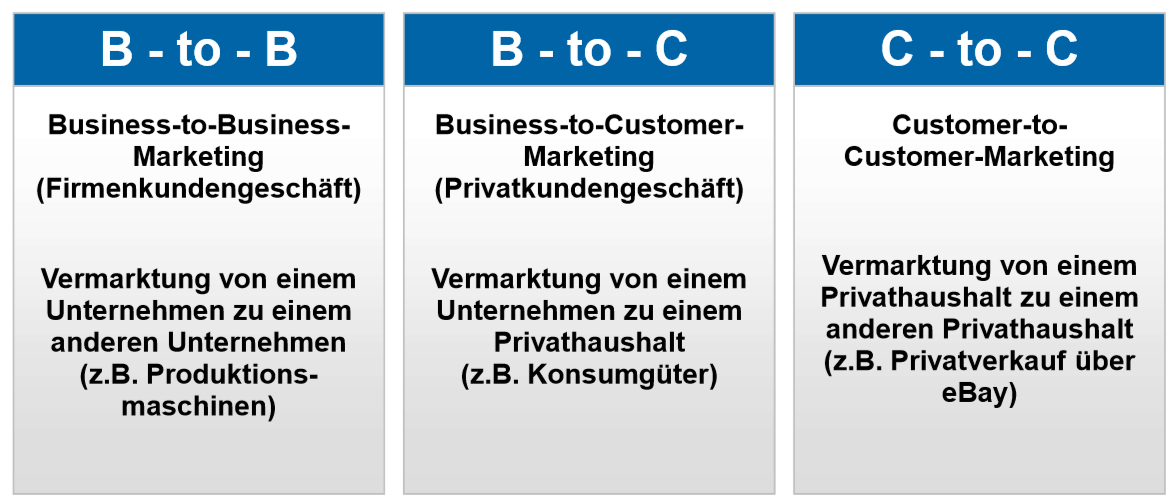 B - to - B
Business-to-Business-
Marketing
(Firmenkundengeschäft)
Vermarktung von einem
Unternehmen zu einem
anderen Unternehmen
(z.B. Produktions-
maschinen)
B - to - C
Business-to-Customer-
Marketing
(Privatkundengeschäft)
Vermarktung von einem
Unternehmen zu einem
Privathaushalt
(z.B. Konsumgüter)
C - to - C
Customer-to-
Customer-Marketing
Vermarktung von einem
Privathaushalt zu einem
anderen Privathaushalt
(z.B. Privatverkauf über
eBay)